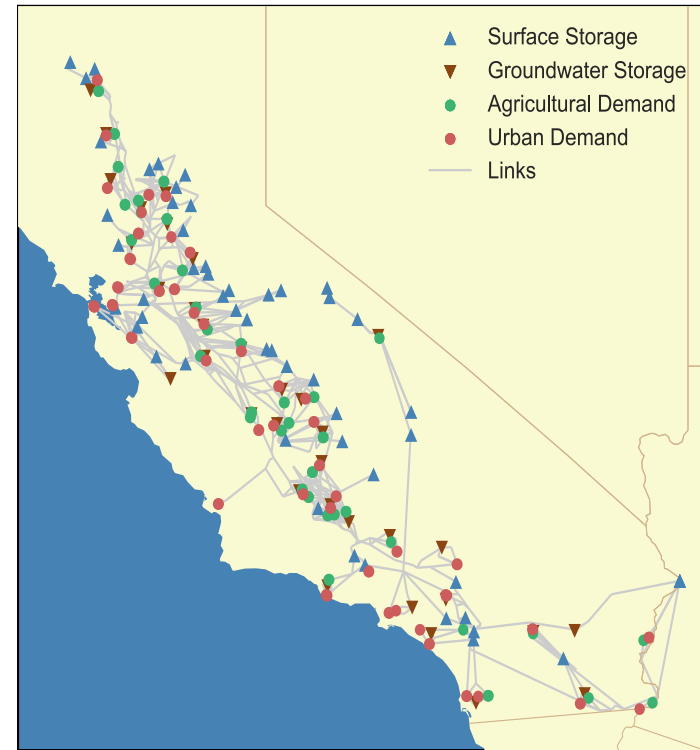 Surface Storage
Groundwater Storage
Agricultural Demand
Urban Demand
Links